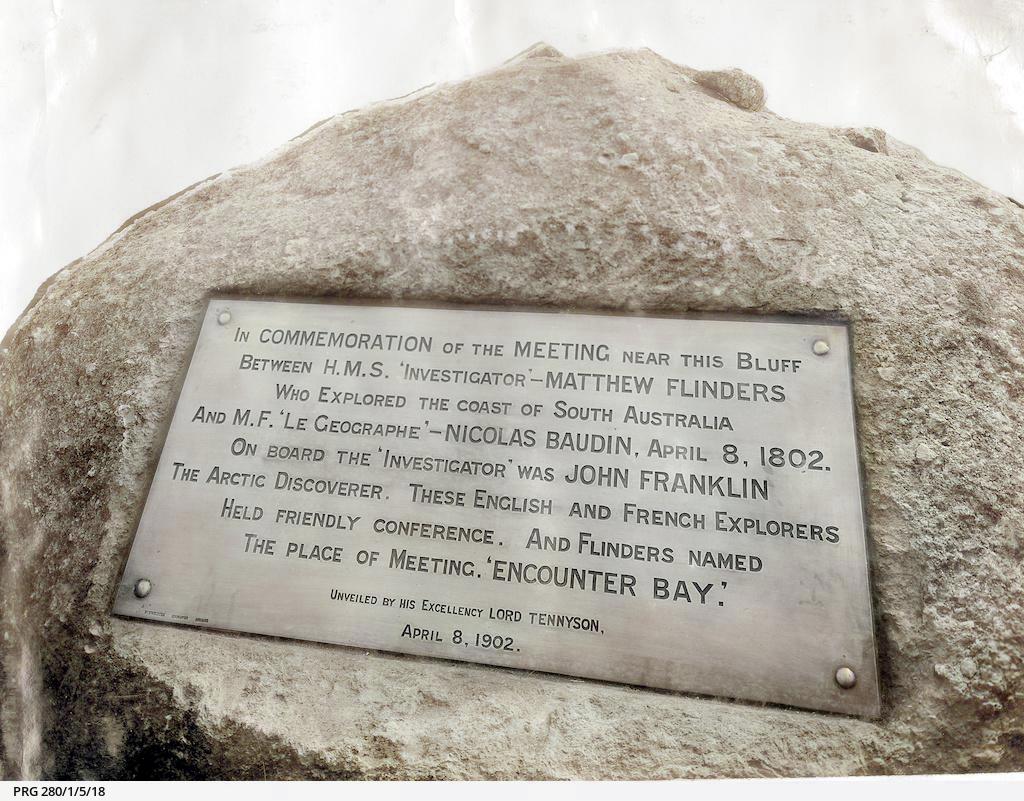 IN COMMEMORATION OF THE MEETING NEAR THIS BLUFF
BETWEEN H.M.S. 'INVESTIGATOR'–MATTHEW FLINDERS
WHO EXPLORED THE COAST OF SOUTH AUSTRALIA
AND M.F. 'LE GEOGRAPHE'–NICOLAS BAUDIN, APRIL 8, 1802.
ON BOARD THE 'INVESTIGATOR' WAS JOHN FRANKLIN
THE ARCTIC DISCOVERER. THESE ENGLISH AND FRENCH EXPLORERS
HELD FRIENDLY CONFERENCE. AND FLINDERS NAMED
THE PLACE OF MEETING. 'ENCOUNTER BAY.'
UNVEILED BY HIS EXCELLENCY LORD TENNYSON,
APRIL 8, 1902.
PRG 280/1/5/18